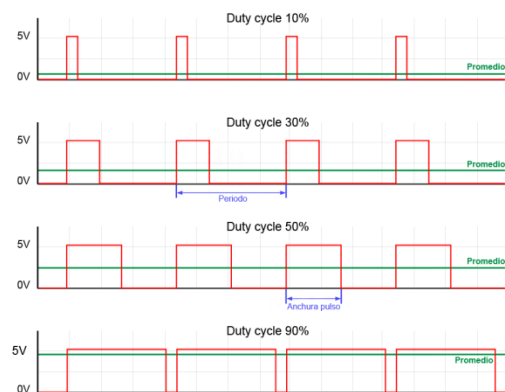 Duty cycle 10%
5V
Promedio
0V
Duty cycle 30%
5V
Promedio
0V
Periodo
Duty cycle 50%
5V
Promedio
0V
Anchura pulso
Duty cycle 90%
5V
Promedio
0V